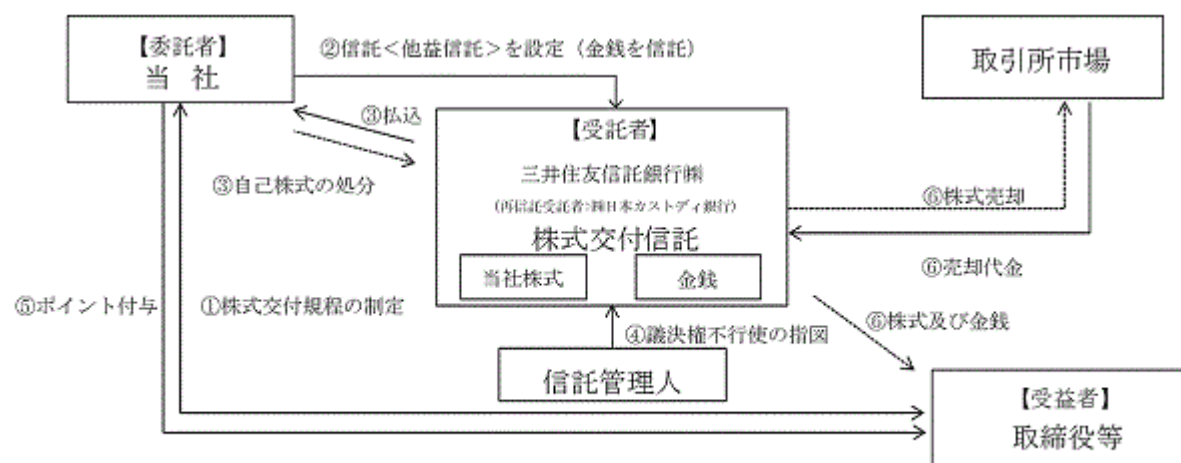 【委託者】
当 社
②信託<他益信託>を設定（金銭を信託）
取引所市場
③払込
③自己株式の処分
【受託者】
三井住友信託銀行㈱
(再信託受託者:㈱日本カストディ銀行)
株式交付信託
当社株式
金銭
⑥株式売却
⑥売却代金
⑤ポイント付与
①株式交付規程の制定
④議決権不行使の指図
⑥株式及び金銭
信託管理人
【受益者】
取締役等